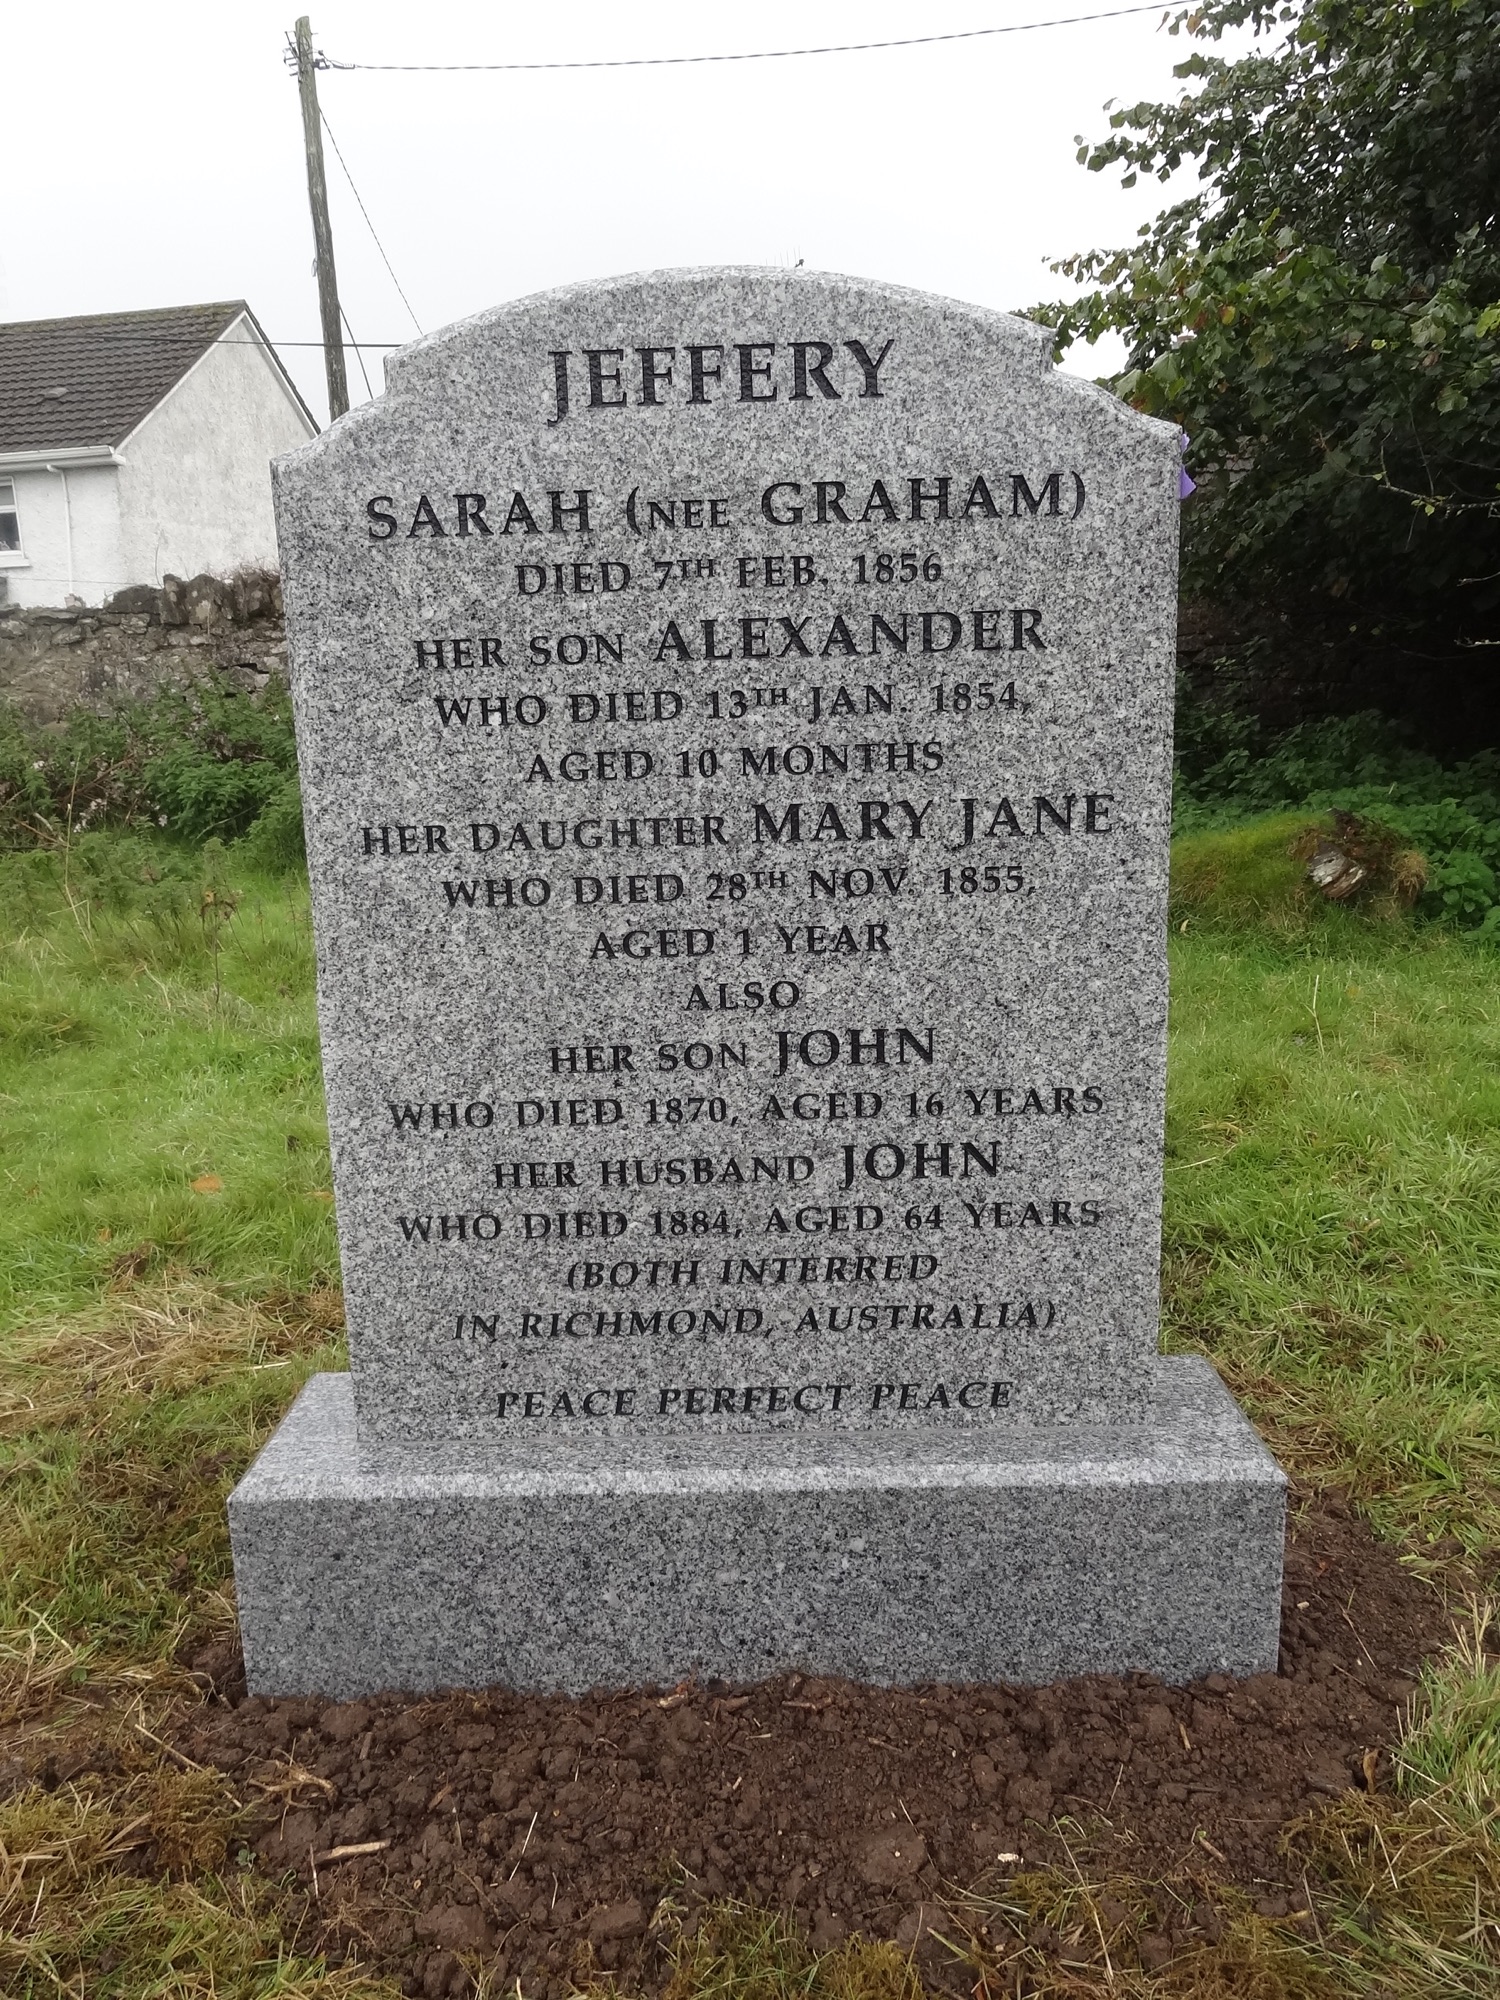 JEFFERY
SARAH (NEE GRAHAM)
DIED 7TH FEB. 1856
HER SON ALEXANDER
WHO DIED 13TH JAN. 1854,
AGED 10 MONTHS
HER DAUGHTER MARY JANE
WHO DIED 28TH NOV. 1855,
AGED 1 YEAR
ALSO
HER SON JOHN
WHO DIED 1870, AGED 16 YEARS
HER HUSBAND JOHN
WHO DIED 1884, AGED 64 YEARS
(BOTH INTERRED
IN RICHMOND, AUSTRALIA)
PEACE PERFECT PEACE